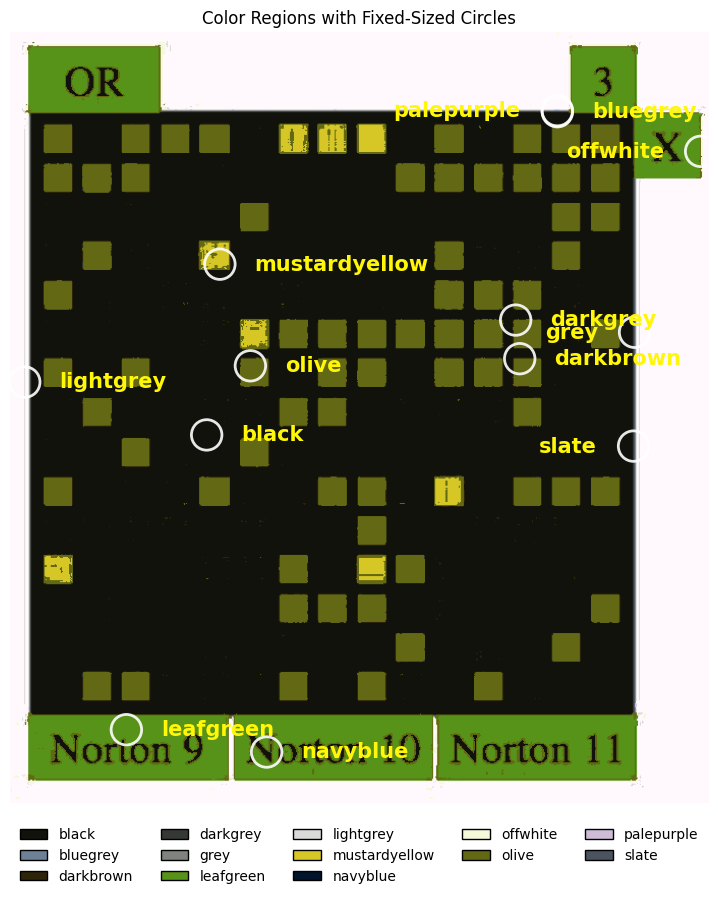 Color Regions with Fixed-Sized Circles
OR
3
palepurple
bluegrey
offwhite
X
mustardyellow
darkgrey
grey
darkbrown
olive
lightgrey
black
slate
leafgreen
Norton 9
Norton 10
Norton 11
navyblue
black
darkgrey
lightgrey
offwhite
palepurple
bluegrey
grey
mustardyellow
olive
slate
darkbrown
leafgreen
navyblue